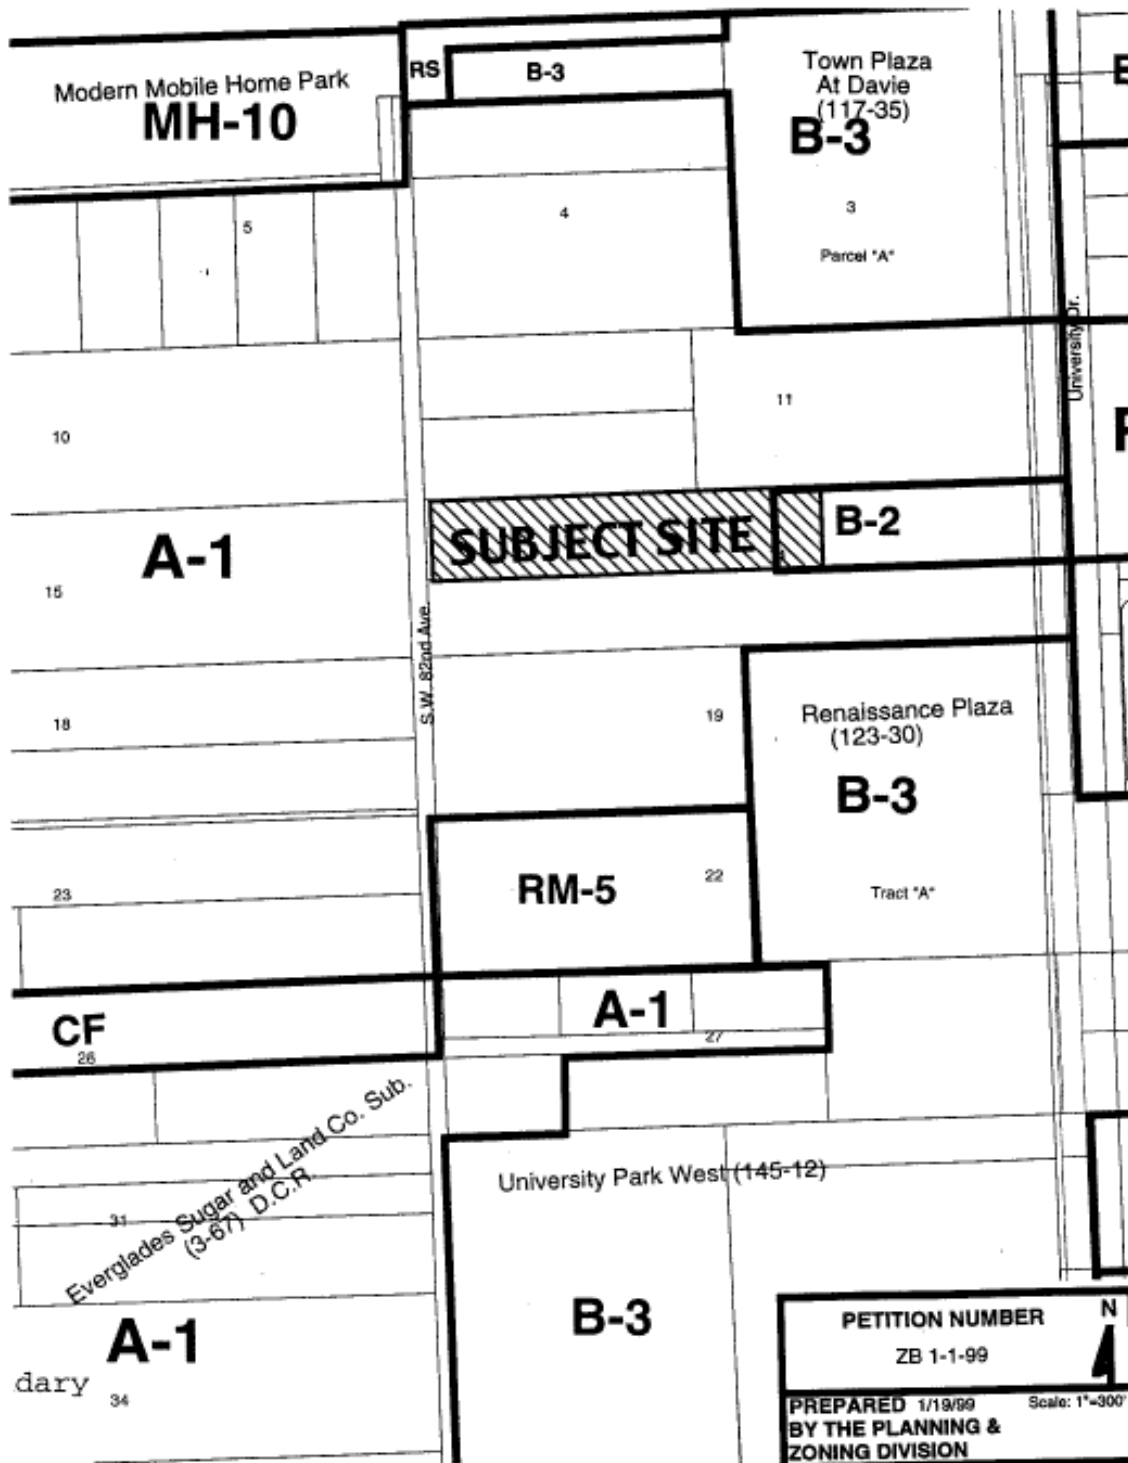 Modern Mobile Home Park
MH-10
RS
B-3
Town Plaza
At Davie
(117-35)
B-3
3
Parcel "A"
5
4
University Dr.
10
11
A-1
15
SUBJECT SITE
B-2
S.W. 82nd Ave.
18
19
Renaissance Plaza
(123-30)
B-3
Tract "A"
23
RM-5
22
CF
26
A-1
27
Everglades Sugar and Land Co. Sub.
(3-67) D.C.R.
31
University Park West (145-12)
A-1
dary
34
B-3
PETITION NUMBER
ZB 1-1-99
N
PREPARED 1/19/99
Scale: 1"=300'
BY THE PLANNING &
ZONING DIVISION